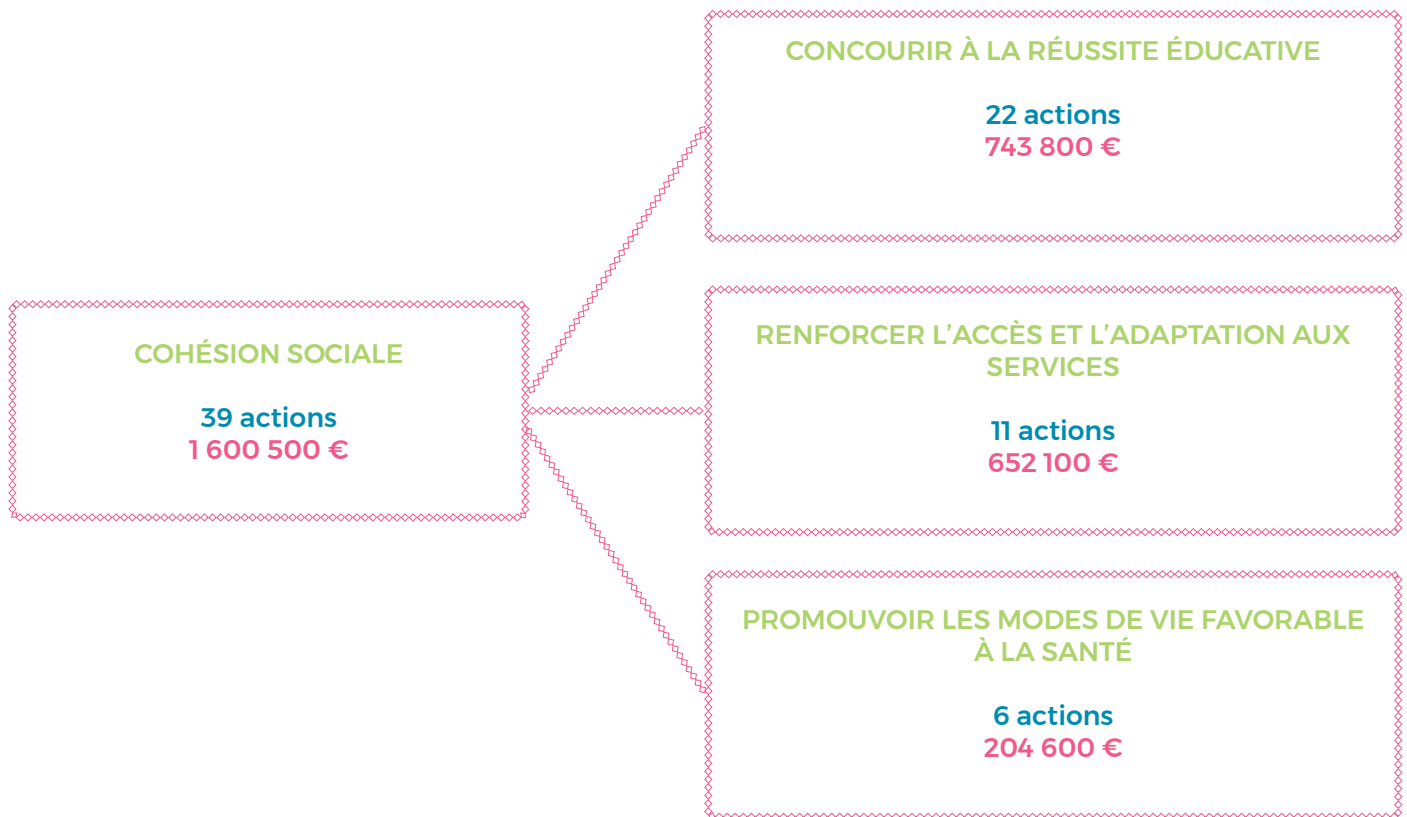 COHÉSION SOCIALE
39 actions
1 600 500 €
CONCOURIR À LA RÉUSSITE ÉDUCATIVE
22 actions
743 800 €
RENFORCER L’ACCÈS ET L’ADAPTATION AUX
SERVICES
11 actions
652 100 €
PROMOUVOIR LES MODES DE VIE FAVORABLE
À LA SANTÉ
6 actions
204 600 €